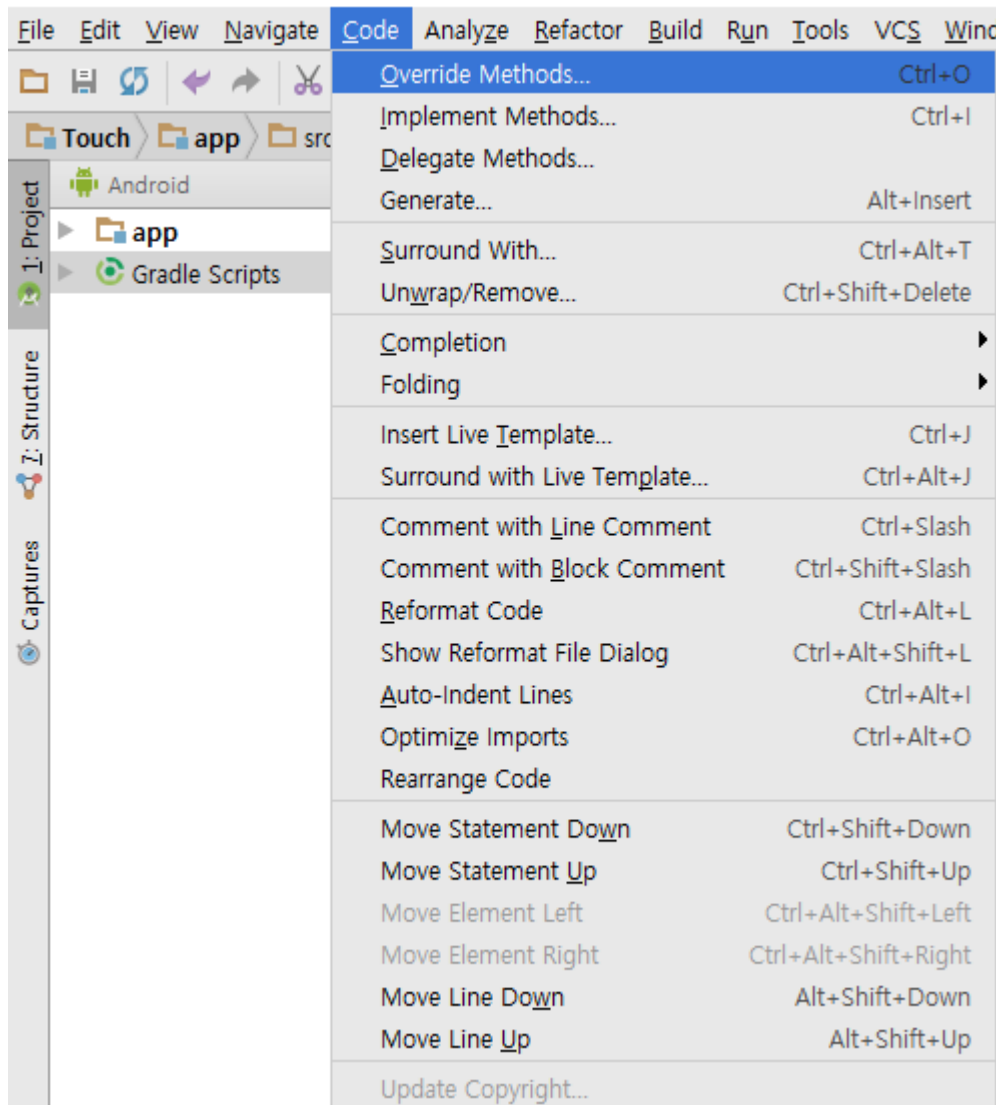 File Edit View Navigate Code Analyze Refactor Build Run Tools VCS
Override Methods... Ctrl+O
Implement Methods... Ctrl+I
Touch app
Delegate Methods...
1: Project
Android
Generate... Alt+Insert
app
Surround With... Ctrl+Alt+T
Gradle Scripts
Unwrap/Remove... Ctrl+Shift+Delete
Completion
Folding
7: Structure
Insert Live Template... Ctrl+J
Surround with Live Template... Ctrl+Alt+J
Comment with Line Comment Ctrl+Slash
Captures
Comment with Block Comment Ctrl+Shift+Slash
Reformat Code Ctrl+Alt+L
Show Reformat File Dialog Ctrl+Alt+Shift+L
Auto-Indent Lines Ctrl+Alt+I
Optimize Imports Ctrl+Alt+O
Rearrange Code
Move Statement Down Ctrl+Shift+Down
Move Statement Up Ctrl+Shift+Up
Move Element Left Ctrl+Alt+Shift+Left
Move Element Right Ctrl+Alt+Shift+Right
Move Line Down Alt+Shift+Down
Move Line Up Alt+Shift+Up
Update Copyright...